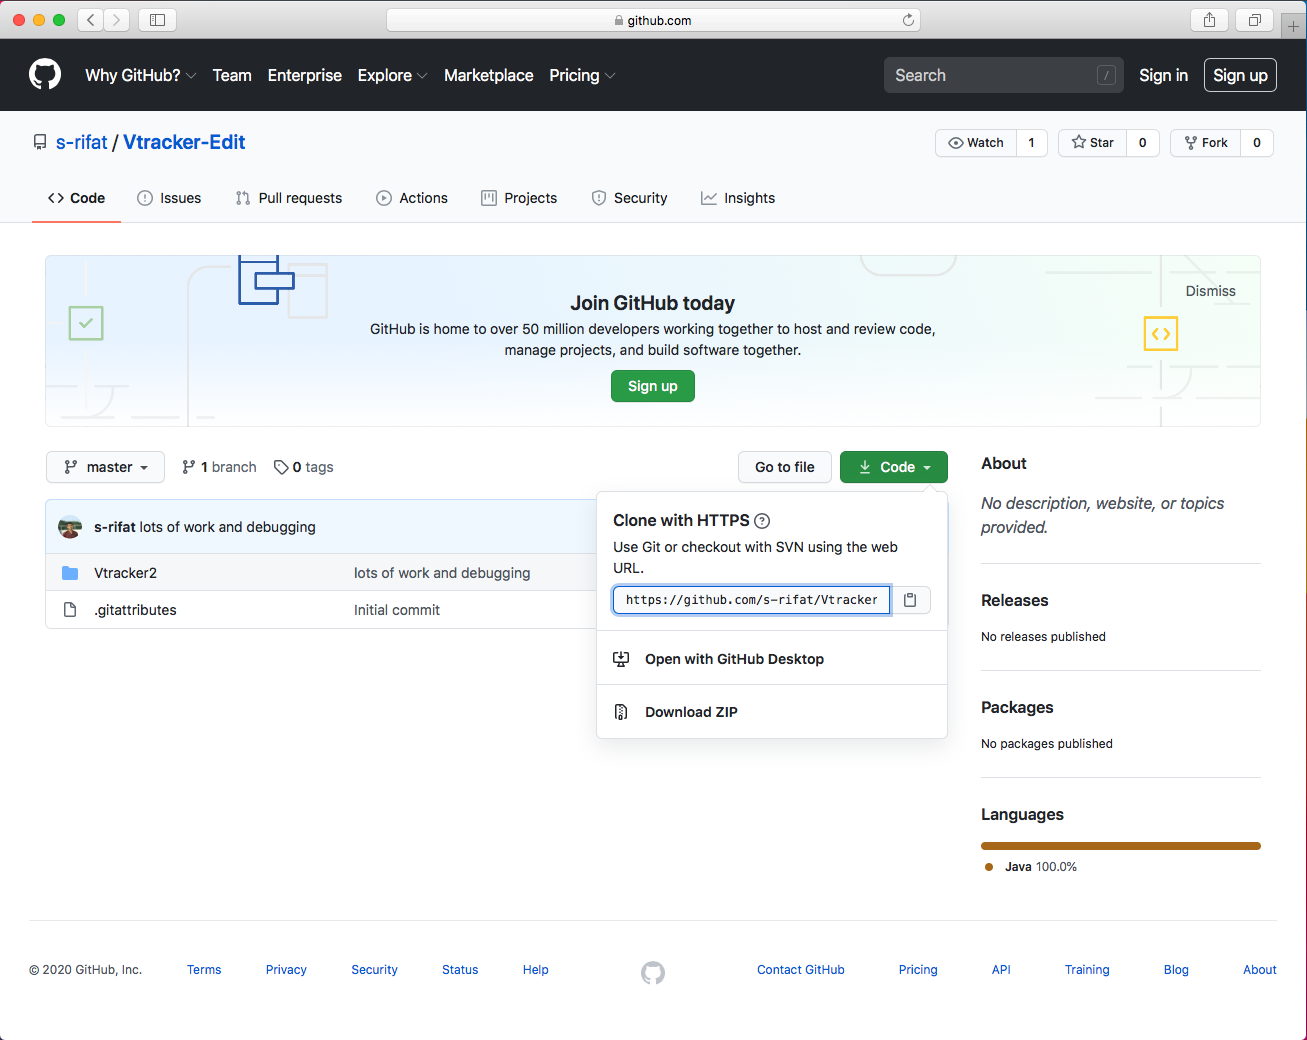 github.com
Why GitHub? Team Enterprise Explore Marketplace Pricing Search / Sign in Sign up
s-rifat / Vtracker-Edit Watch 1 Star 0 Fork 0
Code Issues Pull requests Actions Projects Security Insights
Dismiss
Join GitHub today
GitHub is home to over 50 million developers working together to host and review code,
manage projects, and build software together.
Sign up
master 1 branch 0 tags Go to file Code
s-rifat lots of work and debugging
Vtracker2 lots of work and debugging
.gitattributes Initial commit
Clone with HTTPS
Use Git or checkout with SVN using the web
URL.
https://github.com/s-rifat/Vtracker
Open with GitHub Desktop
Download ZIP
About
No description, website, or topics
provided.
Releases
No releases published
Packages
No packages published
Languages
Java 100.0%
© 2020 GitHub, Inc. Terms Privacy Security Status Help Contact GitHub Pricing API Training Blog About